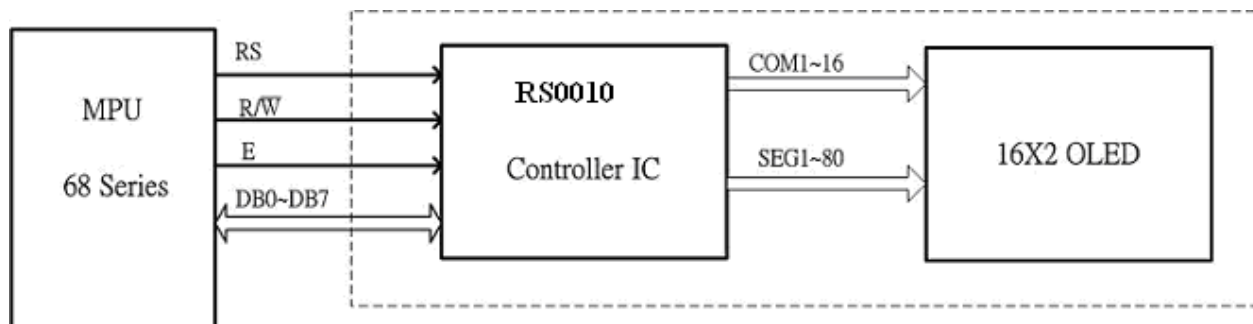 MPU
68 Series
RS
R/W̅
E
DB0~DB7
RS0010
Controller IC
COM1~16
SEG1~80
16X2 OLED